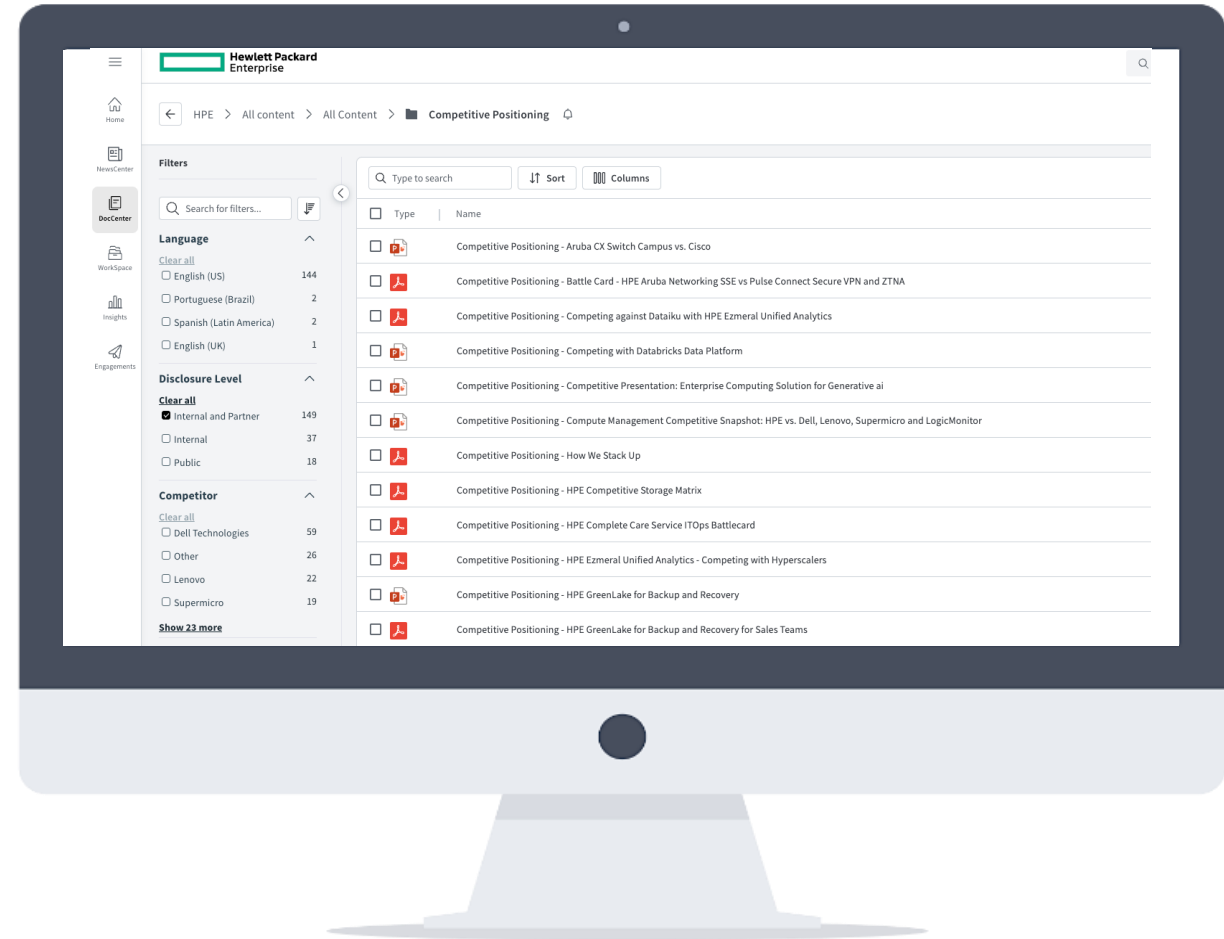 Hewlett Packard
Enterprise
HPE > All content > All Content > Competitive Positioning
Home
NewsCenter
DocCenter
WorkSpace
Insights
Engagements
Filters
Search for filters...
Language
Clear all
English (US) 144
Portuguese (Brazil) 2
Spanish (Latin America) 2
English (UK) 1
Disclosure Level
Clear all
Internal and Partner 149
Internal 37
Public 18
Competitor
Clear all
Dell Technologies 59
Other 26
Lenovo 22
Supermicro 19
Show 23 more
Type to search Sort Columns
Type | Name
Competitive Positioning - Aruba CX Switch Campus vs. Cisco
Competitive Positioning - Battle Card - HPE Aruba Networking SSE vs Pulse Connect Secure VPN and ZTNA
Competitive Positioning - Competing against Dataiku with HPE Ezmeral Unified Analytics
Competitive Positioning - Competing with Databricks Data Platform
Competitive Positioning - Competitive Presentation: Enterprise Computing Solution for Generative ai
Competitive Positioning - Compute Management Competitive Snapshot: HPE vs. Dell, Lenovo, Supermicro and LogicMonitor
Competitive Positioning - How We Stack Up
Competitive Positioning - HPE Competitive Storage Matrix
Competitive Positioning - HPE Complete Care Service ITOps Battlecard
Competitive Positioning - HPE Ezmeral Unified Analytics - Competing with Hyperscalers
Competitive Positioning - HPE GreenLake for Backup and Recovery
Competitive Positioning - HPE GreenLake for Backup and Recovery for Sales Teams